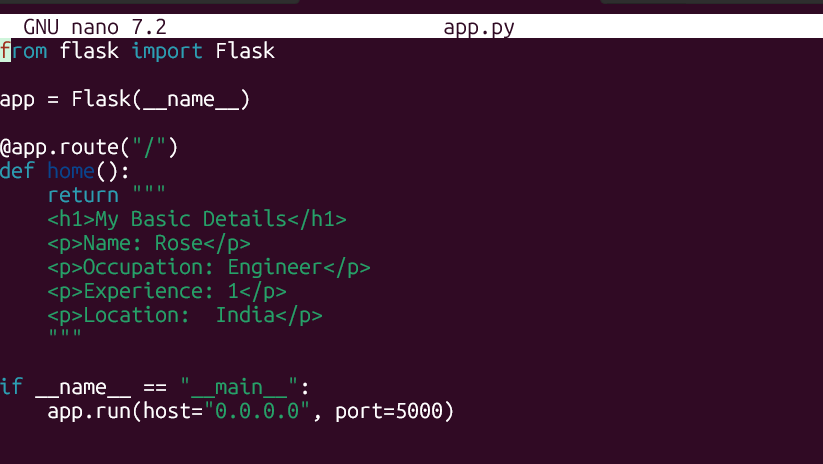 GNU nano 7.2 app.py
from flask import Flask
app = Flask(__name__)
@app.route("/")
def home():
    return """
    <h1>My Basic Details</h1>
    <p>Name: Rose</p>
    <p>Occupation: Engineer</p>
    <p>Experience: 1</p>
    <p>Location:  India</p>
    """
if __name__ == "__main__":
    app.run(host="0.0.0.0", port=5000)